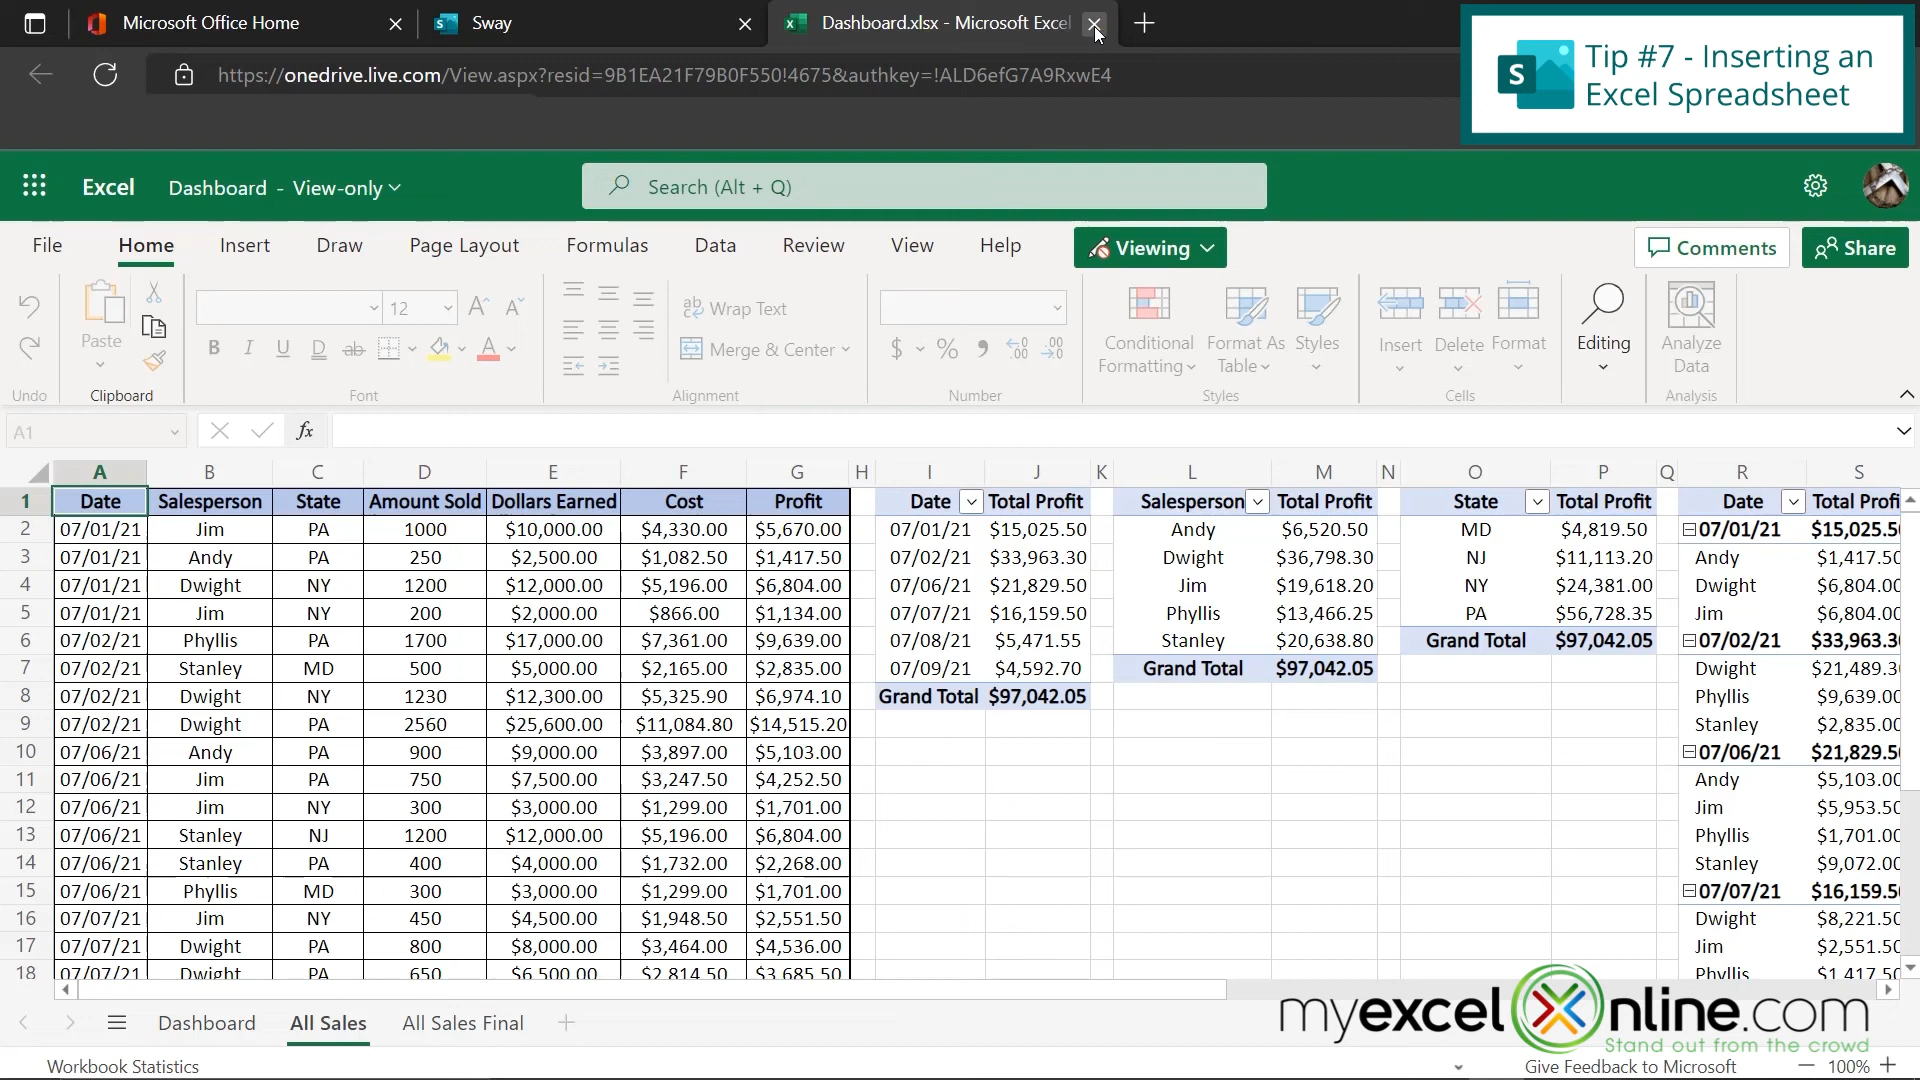 Microsoft Office Home
Sway
Dashboard.xlsx - Microsoft Excel
https://onedrive.live.com/View.aspx?resid=9B1EA21F79B0F550!4675&authkey=!ALD6efG7A9RxwE4
S Tip #7 - Inserting an
Excel Spreadsheet
Excel Dashboard - View-only Search (Alt + Q)
File Home Insert Draw Page Layout Formulas Data Review View Help Viewing Comments Share
12 ab Wrap Text
Paste Conditional Format As Styles Insert Delete Format Editing Analyze
B I U D ab A Merge & Center $ % Formatting Table Data
Undo Clipboard Font Alignment Number Styles Cells Analysis
A1 fx
A B C D E F G H I J K L M N O P Q R S
1 Date Salesperson State Amount Sold Dollars Earned Cost Profit Date Total Profit Salesperson Total Profit State Total Profit Date Total Profi
2 07/01/21 Jim PA 1000 $10,000.00 $4,330.00 $5,670.00 07/01/21 $15,025.50 Andy $6,520.50 MD $4,819.50 07/01/21 $15,025.50
3 07/01/21 Andy PA 250 $2,500.00 $1,082.50 $1,417.50 07/02/21 $33,963.30 Dwight $36,798.30 NJ $11,113.20 Andy $1,417.50
4 07/01/21 Dwight NY 1200 $12,000.00 $5,196.00 $6,804.00 07/06/21 $21,829.50 Jim $19,618.20 NY $24,381.00 Dwight $6,804.00
5 07/01/21 Jim NY 200 $2,000.00 $866.00 $1,134.00 07/07/21 $16,159.50 Phyllis $13,466.25 PA $56,728.35 Jim $6,804.00
6 07/02/21 Phyllis PA 1700 $17,000.00 $7,361.00 $9,639.00 07/08/21 $5,471.55 Stanley $20,638.80 Grand Total $97,042.05 07/02/21 $33,963.30
7 07/02/21 Stanley MD 500 $5,000.00 $2,165.00 $2,835.00 07/09/21 $4,592.70 Grand Total $97,042.05 Dwight $21,489.30
8 07/02/21 Dwight NY 1230 $12,300.00 $5,325.90 $6,974.10 Grand Total $97,042.05 Phyllis $9,639.00
9 07/02/21 Dwight PA 2560 $25,600.00 $11,084.80 $14,515.20 Stanley $2,835.00
10 07/06/21 Andy PA 900 $9,000.00 $3,897.00 $5,103.00 07/06/21 $21,829.50
11 07/06/21 Jim PA 750 $7,500.00 $3,247.50 $4,252.50 Andy $5,103.00
12 07/06/21 Jim NY 300 $3,000.00 $1,299.00 $1,701.00 Jim $5,953.50
13 07/06/21 Stanley NJ 1200 $12,000.00 $5,196.00 $6,804.00 Phyllis $1,701.00
14 07/06/21 Stanley PA 400 $4,000.00 $1,732.00 $2,268.00 Stanley $9,072.00
15 07/06/21 Phyllis MD 300 $3,000.00 $1,299.00 $1,701.00 07/07/21 $16,159.50
16 07/07/21 Jim NY 450 $4,500.00 $1,948.50 $2,551.50 Dwight $8,221.50
17 07/07/21 Dwight PA 800 $8,000.00 $3,464.00 $4,536.00 Jim $2,551.50
18 07/07/21 Dwight PA 650 $6,500.00 $2,814.50 $3,685.50 Phyllis $1,417.50
Dashboard All Sales All Sales Final
myexcelonline.com
Stand out from the crowd
Workbook Statistics Give Feedback to Microsoft 100%